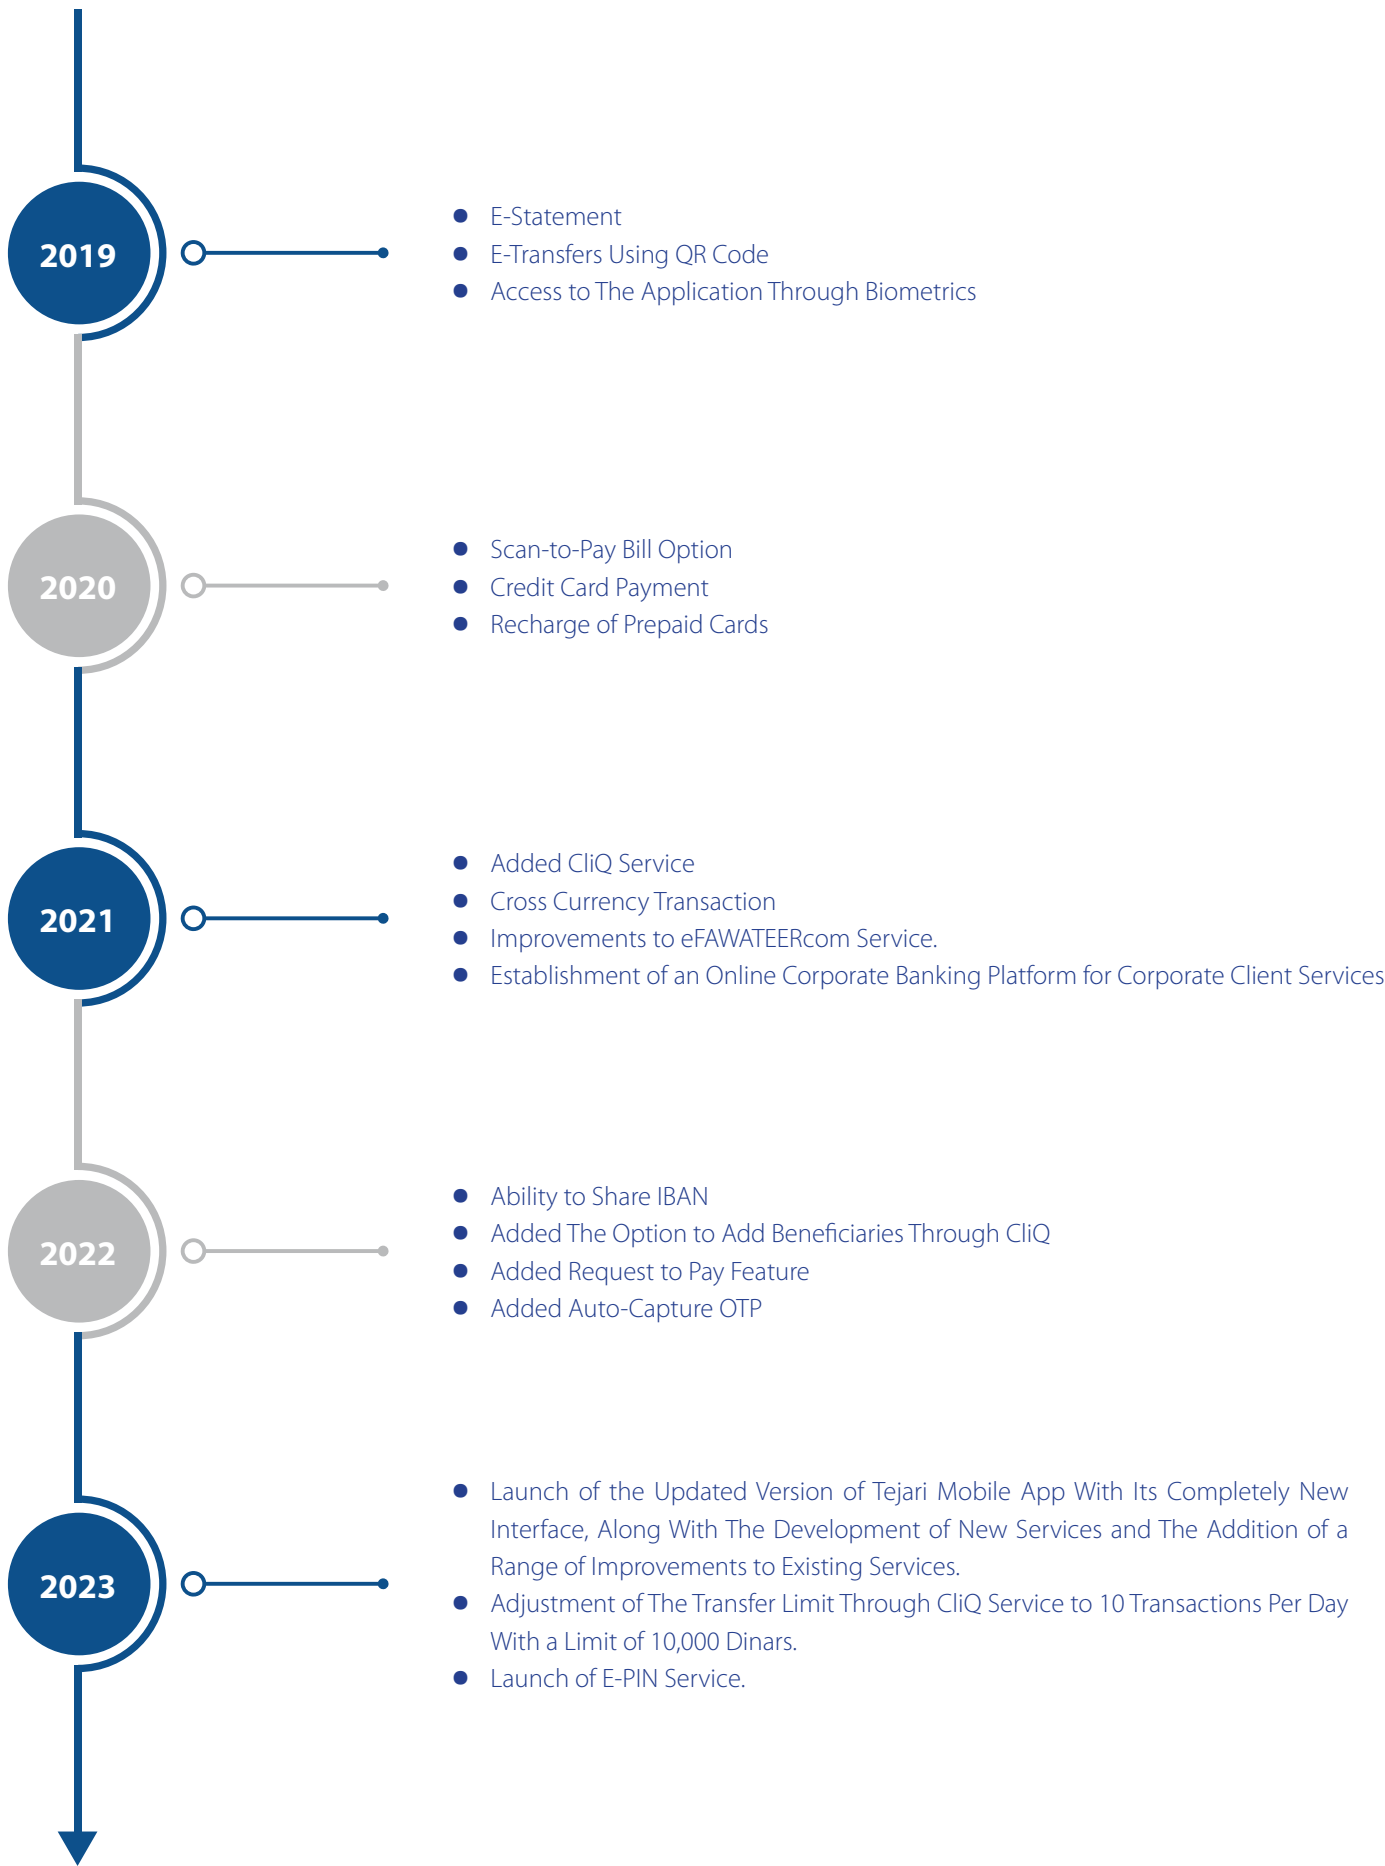 2019
E-Statement
E-Transfers Using QR Code
Access to The Application Through Biometrics
2020
Scan-to-Pay Bill Option
Credit Card Payment
Recharge of Prepaid Cards
2021
Added CliQ Service
Cross Currency Transaction
Improvements to eFAWATEERcom Service.
Establishment of an Online Corporate Banking Platform for Corporate Client Services
2022
Ability to Share IBAN
Added The Option to Add Beneficiaries Through CliQ
Added Request to Pay Feature
Added Auto-Capture OTP
2023
Launch of the Updated Version of Tejari Mobile App With Its Completely New
Interface, Along With The Development of New Services and The Addition of a
Range of Improvements to Existing Services.
Adjustment of The Transfer Limit Through CliQ Service to 10 Transactions Per Day
With a Limit of 10,000 Dinars.
Launch of E-PIN Service.